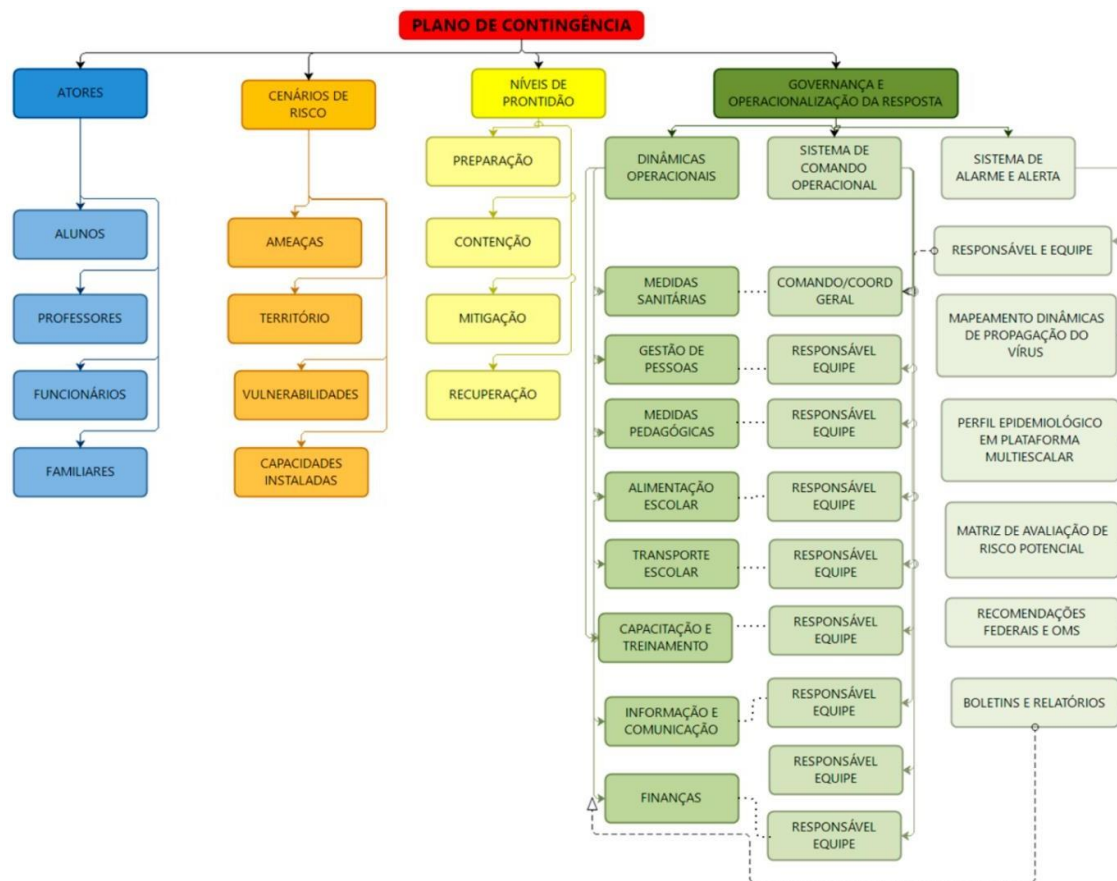 PLANO DE CONTINGÊNCIA
ATORES
ALUNOS
PROFESSORES
FUNCIONÁRIOS
FAMILIARES
CENÁRIOS DE
RISCO
AMEAÇAS
TERRITÓRIO
VULNERABILIDADES
CAPACIDADES
INSTALADAS
NÍVEIS DE
PRONTIDÃO
PREPARAÇÃO
CONTENÇÃO
MITIGAÇÃO
RECUPERAÇÃO
GOVERNANÇA E
OPERACIONALIZAÇÃO DA RESPOSTA
DINÂMICAS
OPERACIONAIS
MEDIDAS
SANITÁRIAS
GESTÃO DE
PESSOAS
MEDIDAS
PEDAGÓGICAS
ALIMENTAÇÃO
ESCOLAR
TRANSPORTE
ESCOLAR
CAPACITAÇÃO E
TREINAMENTO
INFORMAÇÃO E
COMUNICAÇÃO
FINANÇAS
SISTEMA DE
COMANDO
OPERACIONAL
COMANDO/COORD
GERAL
RESPONSÁVEL
EQUIPE
RESPONSÁVEL
EQUIPE
RESPONSÁVEL
EQUIPE
RESPONSÁVEL
EQUIPE
RESPONSÁVEL
EQUIPE
RESPONSÁVEL
EQUIPE
RESPONSÁVEL
EQUIPE
RESPONSÁVEL
EQUIPE
SISTEMA DE
ALARME E ALERTA
RESPONSÁVEL E EQUIPE
MAPEAMENTO DINÂMICAS
DE PROPAGAÇÃO DO
VÍRUS
PERFIL EPIDEMIOLÓGICO
EM PLATAFORMA
MULTIESCALAR
MATRIZ DE AVALIAÇÃO DE
RISCO POTENCIAL
RECOMENDAÇÕES
FEDERAIS E OMS
BOLETINS E RELATÓRIOS